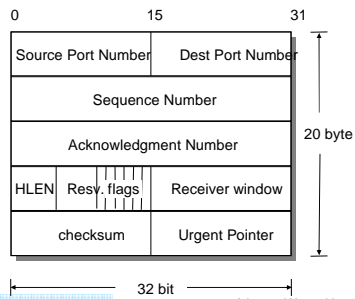 0 15 31
Source Port Number Dest Port Number
Sequence Number
20 byte
Acknowledgment Number
HLEN Resv. flags Receiver window
checksum Urgent Pointer
32 bit